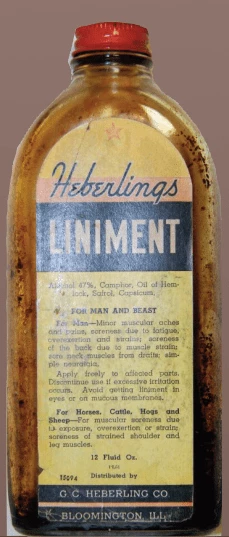 Heberlings
LINIMENT
Alcohol 47%, Camphor, Oil of Hem-
lock, Safrol, Capsicum,
FOR MAN AND BEAST
For Man—Minor muscular aches
and pains, soreness due to fatigue,
overexertion and strains; soreness
of the back due to muscle strain;
sore neck muscles from drafts; sim-
ple neuralgia.
Apply freely to affected parts.
Discontinue use if excessive irritation
occurs. Avoid getting liniment in
eyes or on mucous membranes.
For Horses, Cattle, Hogs and
Sheep—For muscular soreness due
to exposure, overexertion or strain;
soreness of strained shoulder and
leg muscles.
12 Fluid Oz.
Distributed by
G. C. HEBERLING CO.
BLOOMINGTON, ILL.